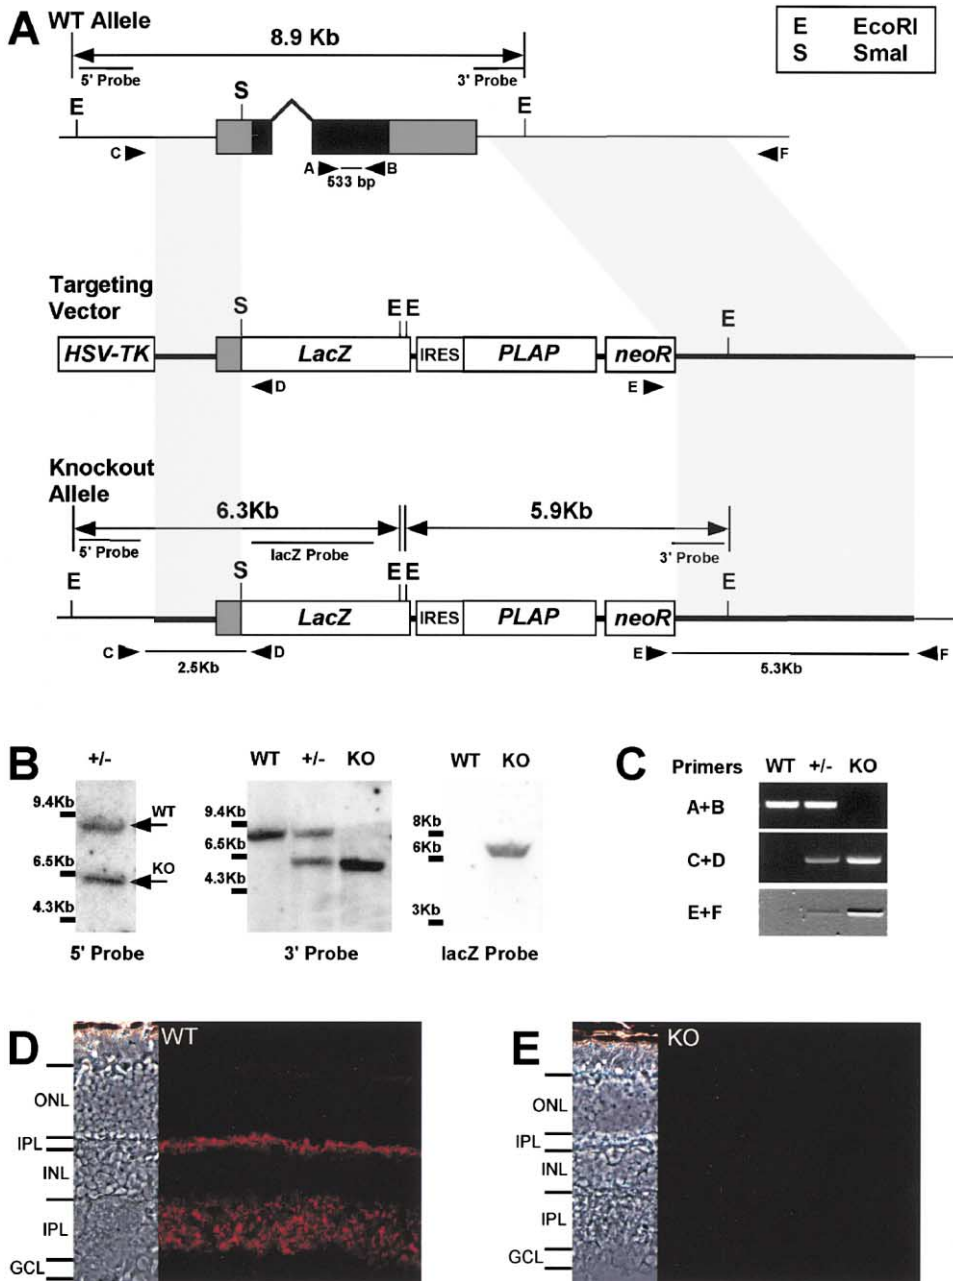 A
WT Allele
8.9 Kb
E EcoRI
S SmaI
5' Probe
3' Probe
E
S
E
C
F
A
B
533 bp
Targeting
Vector
S
E E
E
HSV-TK
LacZ
IRES
PLAP
neoR
D
E
Knockout
Allele
6.3Kb
5.9Kb
5' Probe
lacZ Probe
3' Probe
E
S
E E
E
LacZ
IRES
PLAP
neoR
C
2.5Kb
D
E
5.3Kb
F
B
+/-
9.4Kb
WT
6.5Kb
KO
4.3Kb
5' Probe
WT +/- KO
9.4Kb
6.5Kb
4.3Kb
3' Probe
WT KO
8Kb
6Kb
3Kb
lacZ Probe
C
Primers WT +/- KO
A+B
C+D
E+F
D
WT
ONL
IPL
INL
IPL
GCL
E
KO
ONL
IPL
INL
IPL
GCL